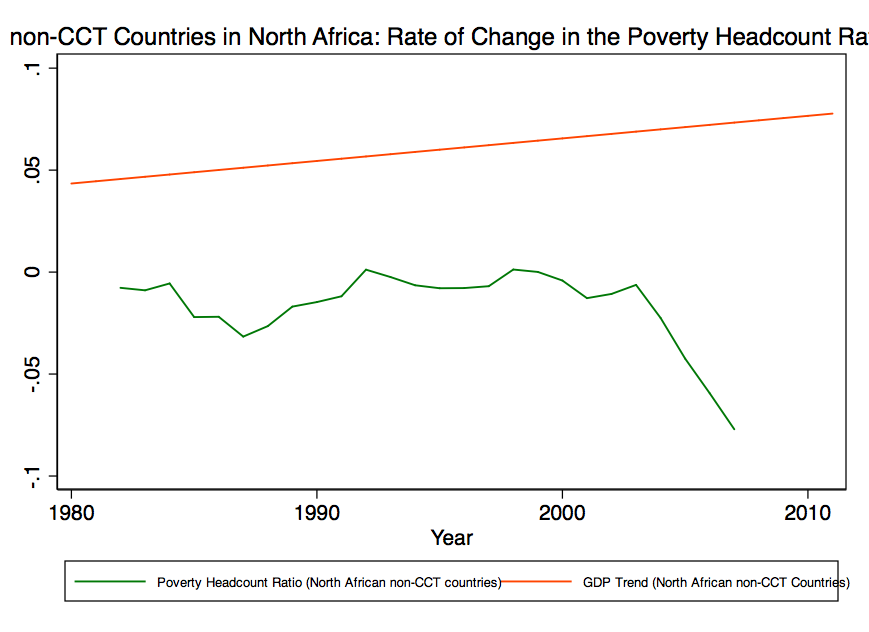 non-CCT Countries in North Africa: Rate of Change in the Poverty Headcount
.1
.05
0
-.05
-.1
1980 1990 2000 2010
Year
Poverty Headcount Ratio (North African non-CCT countries) GDP Trend (North African non-CCT Countries)